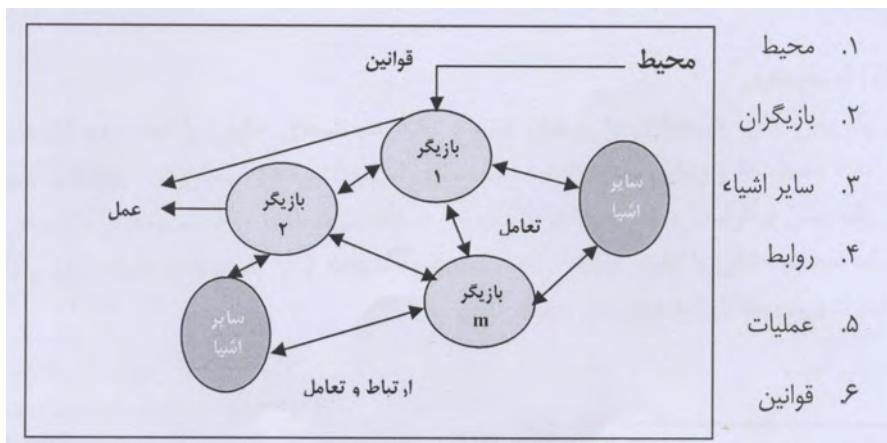 قوانین
محیط
بازیگر
۱
سایر
اشیا
بازیگر
2
عمل
تعامل
بازیگر
m
سایر
اشیا
ارتباط و تعامل
۱. محیط
۲. بازیگران
۳. سایر اشیاء
۴. روابط
۵. عملیات
۶. قوانین